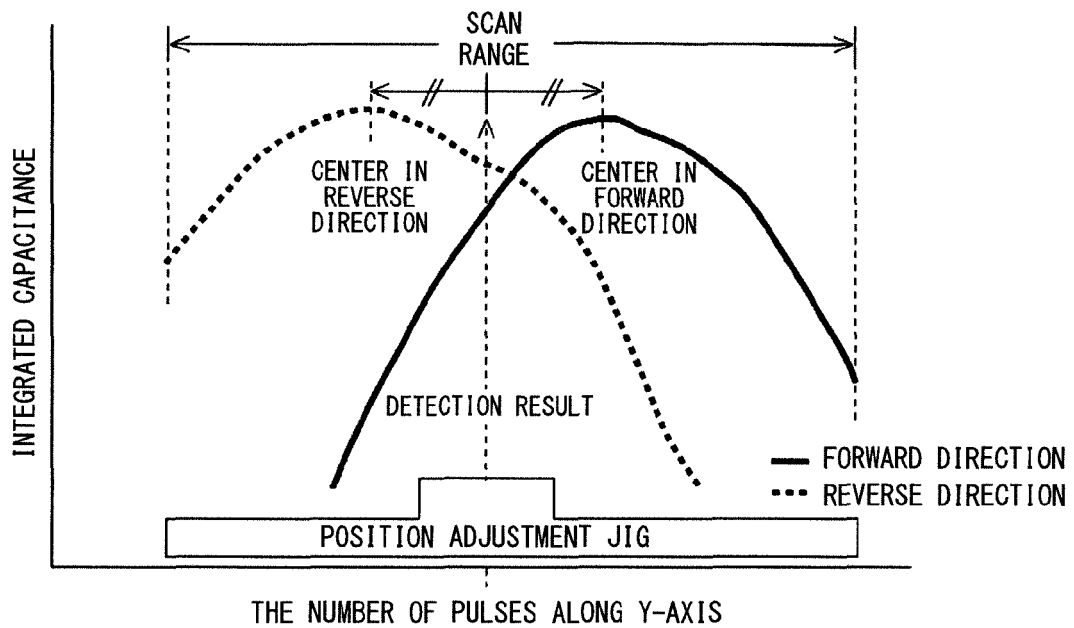 SCAN
RANGE
CENTER IN
REVERSE
DIRECTION
CENTER IN
FORWARD
DIRECTION
INTEGRATED CAPACITANCE
DETECTION RESULT
FORWARD DIRECTION
REVERSE DIRECTION
POSITION ADJUSTMENT JIG
THE NUMBER OF PULSES ALONG Y-AXIS